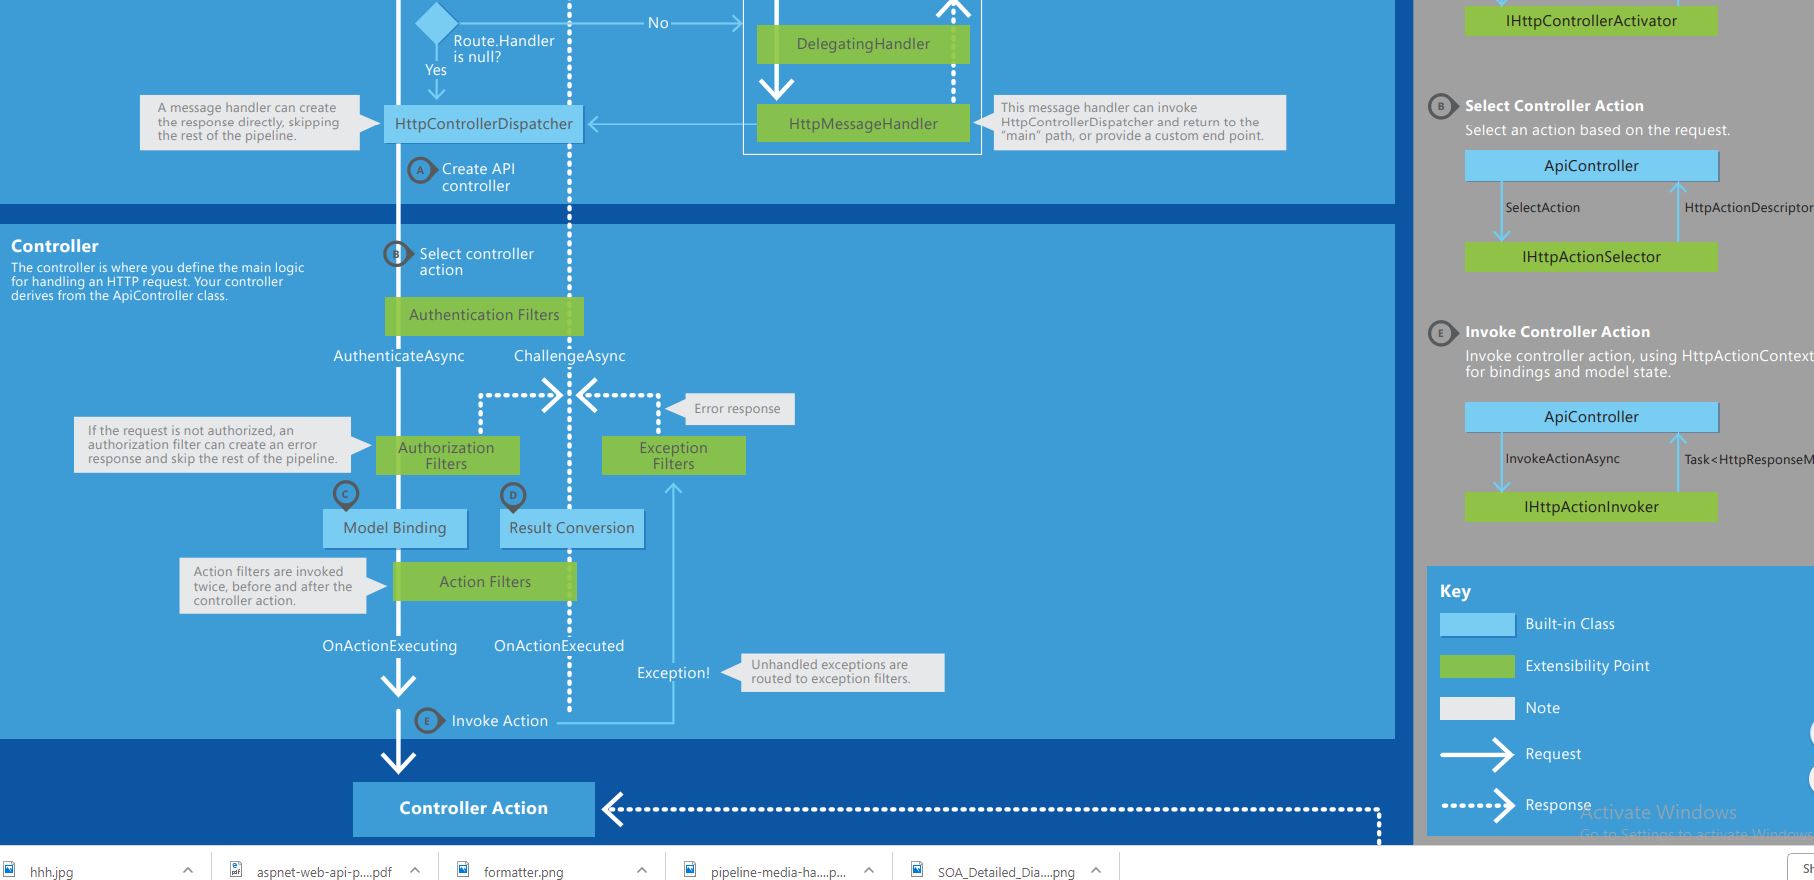 Route.Handler
is null?
No
Yes
DelegatingHandler
A message handler can create
the response directly, skipping
the rest of the pipeline.
HttpControllerDispatcher
HttpMessageHandler
This message handler can invoke
HttpControllerDispatcher and return to the
“main” path, or provide a custom end point.
A
Create API
controller
Controller
The controller is where you define the main logic
for handling an HTTP request. Your controller
derives from the ApiController class.
B
Select controller
action
Authentication Filters
AuthenticateAsync
ChallengeAsync
Error response
If the request is not authorized, an
authorization filter can create an error
response and skip the rest of the pipeline.
Authorization
Filters
Exception
Filters
C
D
Model Binding
Result Conversion
Action filters are invoked
twice, before and after the
controller action.
Action Filters
OnActionExecuting
OnActionExecuted
Exception!
Unhandled exceptions are
routed to exception filters.
E
Invoke Action
Controller Action
IHttpControllerActivator
B
Select Controller Action
Select an action based on the request.
ApiController
SelectAction
HttpActionDescriptor
IHttpActionSelector
E
Invoke Controller Action
Invoke controller action, using HttpActionContext
for bindings and model state.
ApiController
InvokeActionAsync
Task<HttpResponseM
IHttpActionInvoker
Key
Built-in Class
Extensibility Point
Note
Request
Response
Activate Windows
Go to Settings to activate Windows
hhh.jpg
aspnet-web-api-p....pdf
formatter.png
pipeline-media-ha....p...
SOA_Detailed_Dia....png
Sh